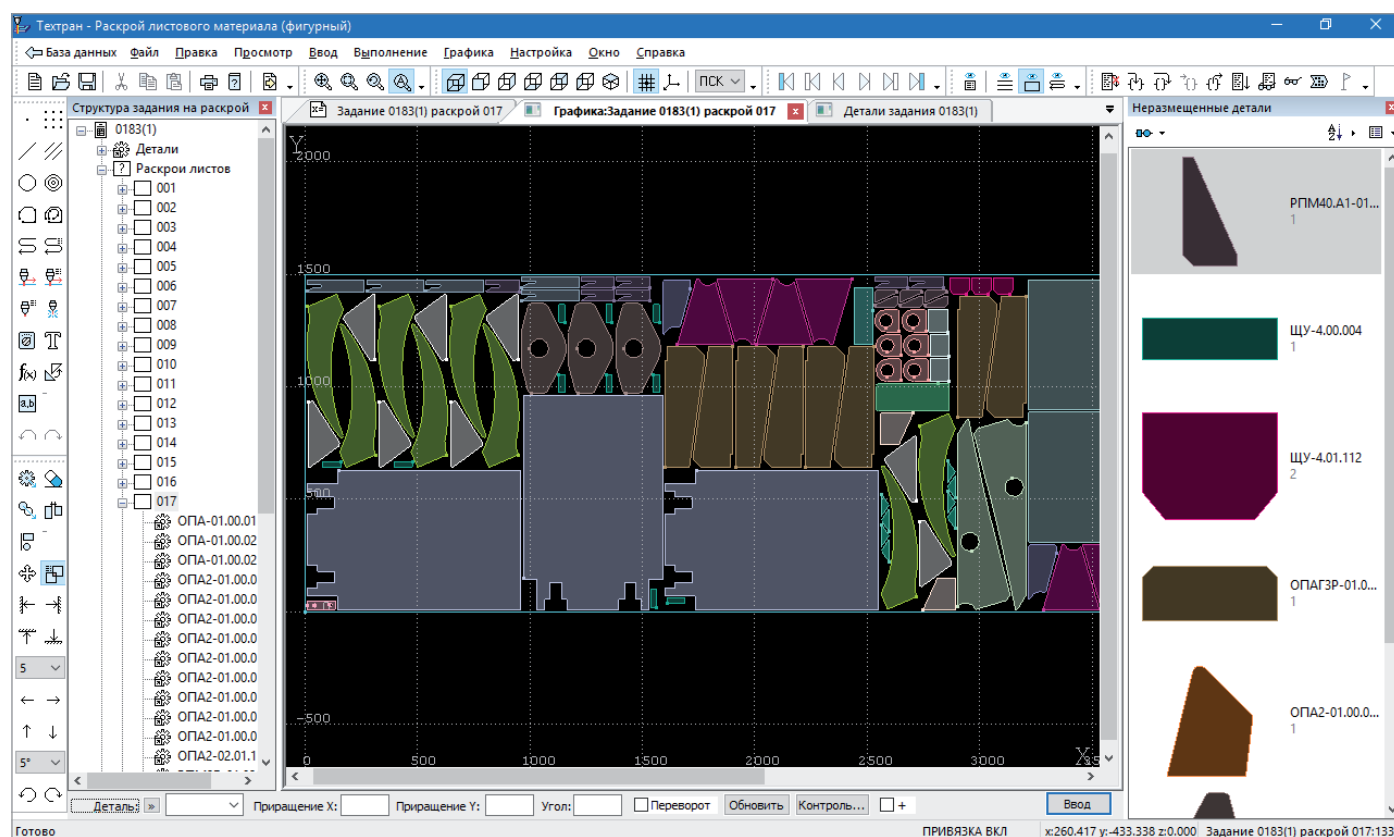 Техтран - Раскрой листового материала (фигурный)
База данных Файл Правка Просмотр Ввод Выполнение Графика Настройка Окно Справка
ПСК
Структура задания на раскрой
Задание 0183(1) раскрой 017
Графика:Задание 0183(1) раскрой 017
Детали задания 0183(1)
Неразмещенные детали
0183(1)
Детали
Раскрои листов
001
002
003
004
005
006
007
008
009
010
011
012
013
014
015
016
017
ОПА-01.00.01
ОПА-01.00.02
ОПА-01.00.02
ОПА2-01.00.0
ОПА2-01.00.0
ОПА2-01.00.0
ОПА2-01.00.0
ОПА2-01.00.0
ОПА2-01.00.0
ОПА2-01.00.0
ОПА2-01.00.0
ОПА2-01.00.0
ОПА2-02.01.1
f(x)
a,b
5
5°
Y
2000
1500
1000
500
-500
0 500 1000 1500 2000 2500 3000
X
РПМ40.А1-01...
1
ЩУ-4.00.004
1
ЩУ-4.01.112
2
ОПАГЗР-01.0...
1
ОПА2-01.00.0...
1
Деталь: » Приращение X: Приращение Y: Угол: Переворот Обновить Контроль... + Ввод
Готово ПРИВЯЗКА ВКЛ x:260.417 y:-433.338 z:0.000 Задание 0183(1) раскрой 017:133